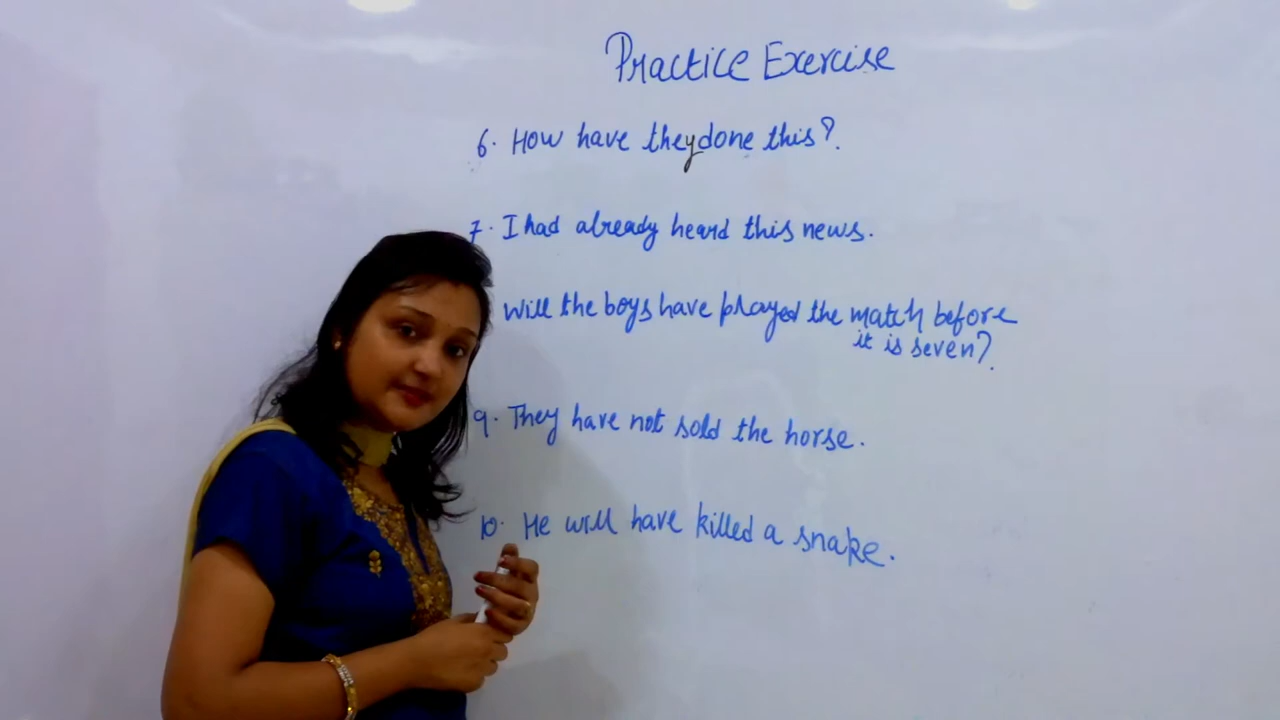 Practice Exercise
6. How have they done this?
7. I had already heard this news.
Will the boys have played the match before
it is seven?
9. They have not sold the horse.
10. He will have killed a snake.